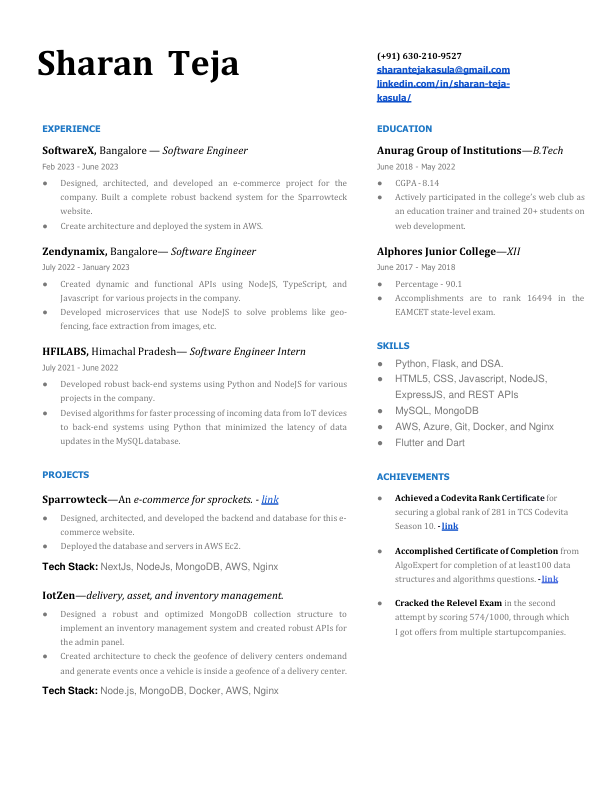 Sharan Teja
(+91) 630-210-9527
sharantejakasula@gmail.com
linkedin.com/in/sharan-teja-
kasula/
EXPERIENCE
SoftwareX, Bangalore — Software Engineer
Feb 2023 - June 2023
● Designed, architected, and developed an e-commerce project for the
company. Built a complete robust backend system for the Sparrowteck
website.
● Create architecture and deployed the system in AWS.
Zendynamix, Bangalore— Software Engineer
July 2022 - January 2023
● Created dynamic and functional APIs using NodeJS, TypeScript, and
Javascript for various projects in the company.
● Developed microservices that use NodeJS to solve problems like geo-
fencing, face extraction from images, etc.
HFILABS, Himachal Pradesh— Software Engineer Intern
July 2021 - June 2022
● Developed robust back-end systems using Python and NodeJS for various
projects in the company.
● Devised algorithms for faster processing of incoming data from IoT devices
to back-end systems using Python that minimized the latency of data
updates in the MySQL database.
PROJECTS
Sparrowteck—An e-commerce for sprockets. - link
● Designed, architected, and developed the backend and database for this e-
commerce website.
● Deployed the database and servers in AWS Ec2.
Tech Stack: NextJs, NodeJs, MongoDB, AWS, Nginx
IotZen—delivery, asset, and inventory management.
● Designed a robust and optimized MongoDB collection structure to
implement an inventory management system and created robust APIs for
the admin panel.
● Created architecture to check the geofence of delivery centers ondemand
and generate events once a vehicle is inside a geofence of a delivery center.
Tech Stack: Node.js, MongoDB, Docker, AWS, Nginx
EDUCATION
Anurag Group of Institutions—B.Tech
June 2018 - May 2022
● CGPA - 8.14
● Actively participated in the college's web club as
an education trainer and trained 20+ students on
web development.
Alphores Junior College—XII
June 2017 - May 2018
● Percentage - 90.1
● Accomplishments are to rank 16494 in the
EAMCET state-level exam.
SKILLS
● Python, Flask, and DSA.
● HTML5, CSS, Javascript, NodeJS,
ExpressJS, and REST APIs
● MySQL, MongoDB
● AWS, Azure, Git, Docker, and Nginx
● Flutter and Dart
ACHIEVEMENTS
● Achieved a Codevita Rank Certificate for
securing a global rank of 281 in TCS Codevita
Season 10. - link
● Accomplished Certificate of Completion from
AlgoExpert for completion of at least100 data
structures and algorithms questions. - link
● Cracked the Relevel Exam in the second
attempt by scoring 574/1000, through which
I got offers from multiple startupcompanies.